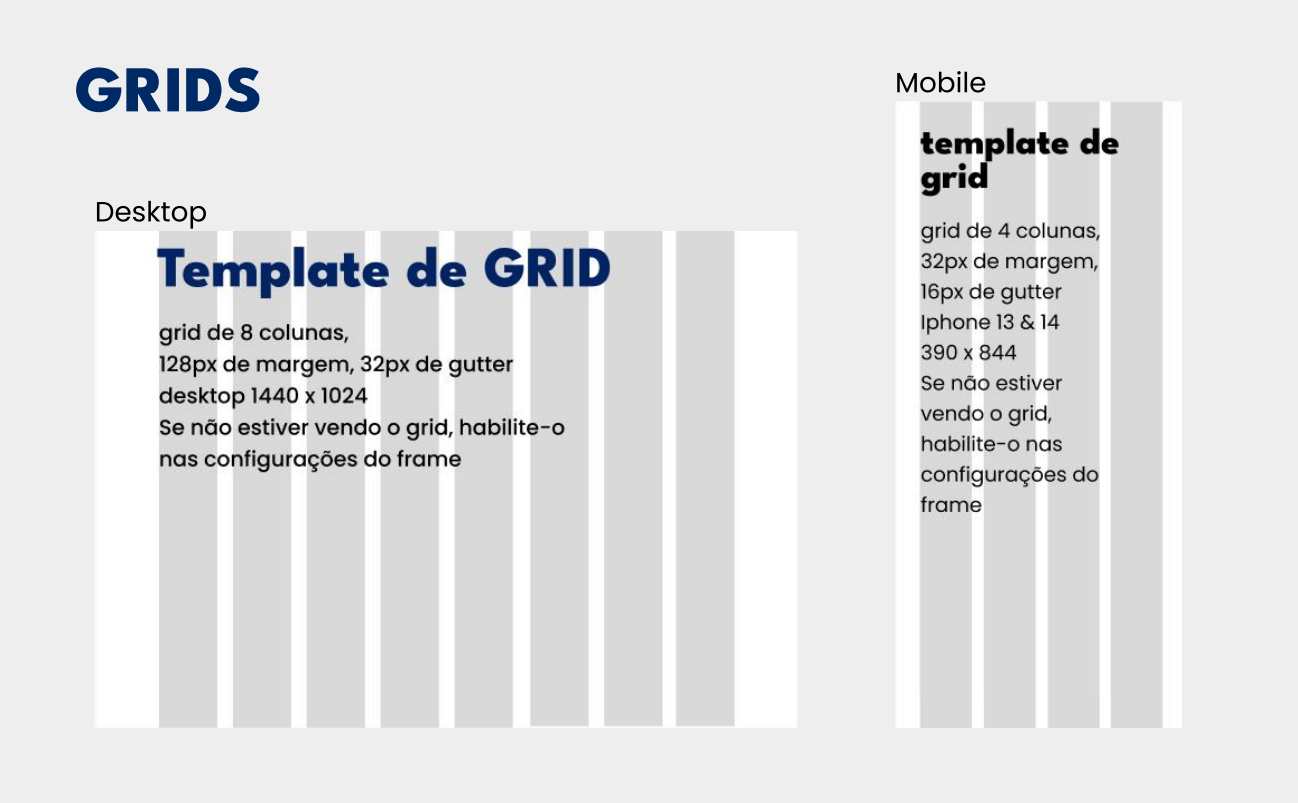 GRIDS
Desktop
Template de GRID
grid de 8 colunas,
128px de margem, 32px de gutter
desktop 1440 x 1024
Se não estiver vendo o grid, habilite-o
nas configurações do frame
Mobile
template de
grid
grid de 4 colunas,
32px de margem,
16px de gutter
Iphone 13 & 14
390 x 844
Se não estiver
vendo o grid,
habilite-o nas
configurações do
frame